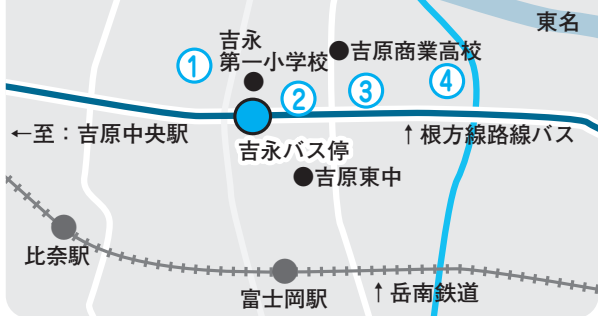 東名
吉永
第一小学校
吉原商業高校
①
②
③
④
←至：吉原中央駅
↑根方線路線バス
吉永バス停
吉原東中
比奈駅
富士岡駅
↑岳南鉄道